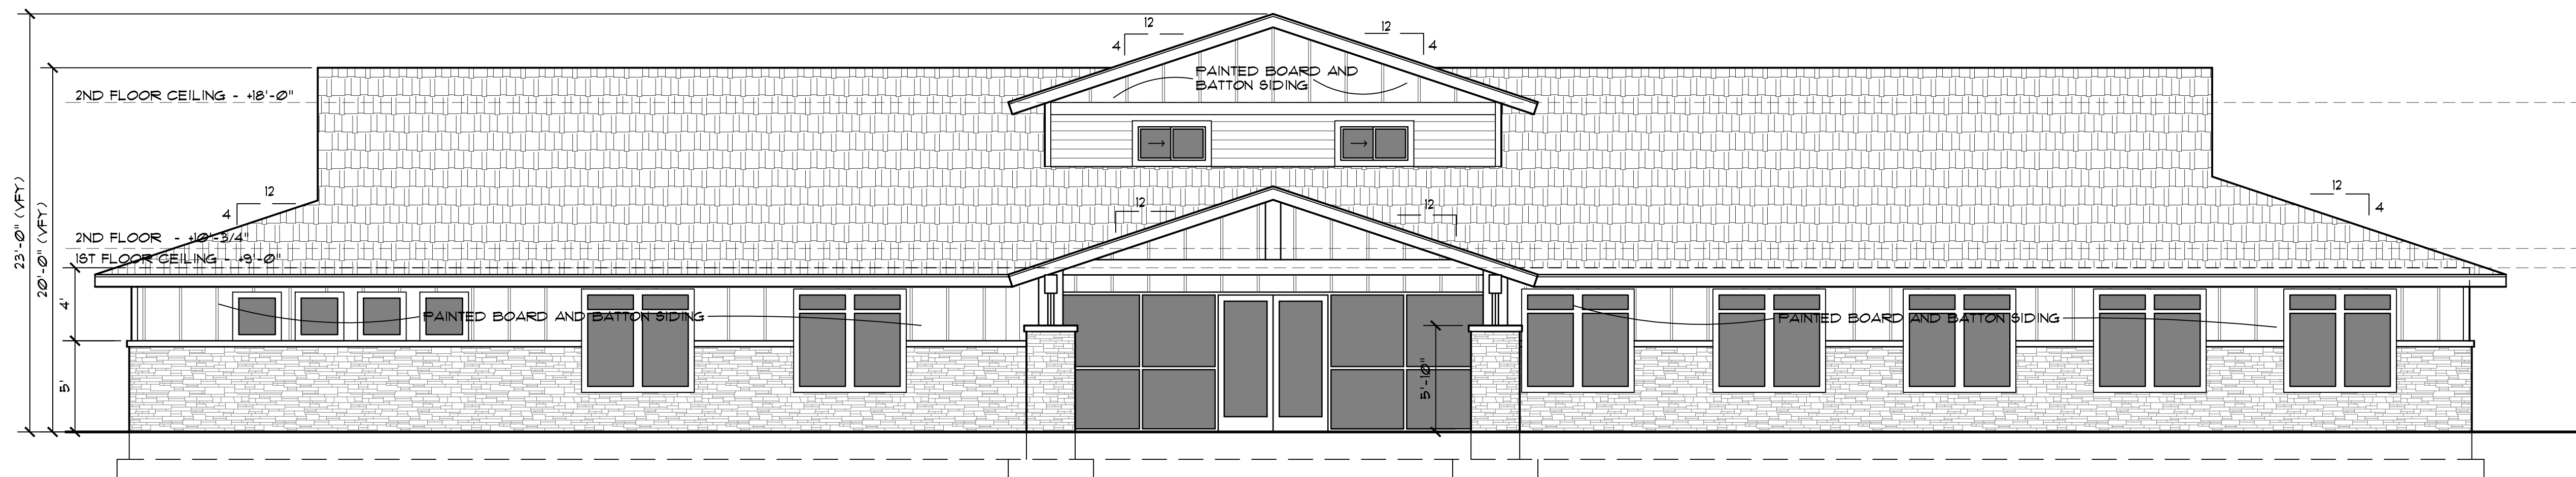 12
12
4
4
PAINTED BOARD AND
BATTON SIDING
2ND FLOOR CEILING - +18'-0"
23'-0" (VFY)
20'-0" (VFY)
12
4
12
4
12
12
2ND FLOOR - +10'-3/4"
1ST FLOOR CEILING - +9'-0"
4'
PAINTED BOARD AND BATTON SIDING
PAINTED BOARD AND BATTON SIDING
5'-10"
5'